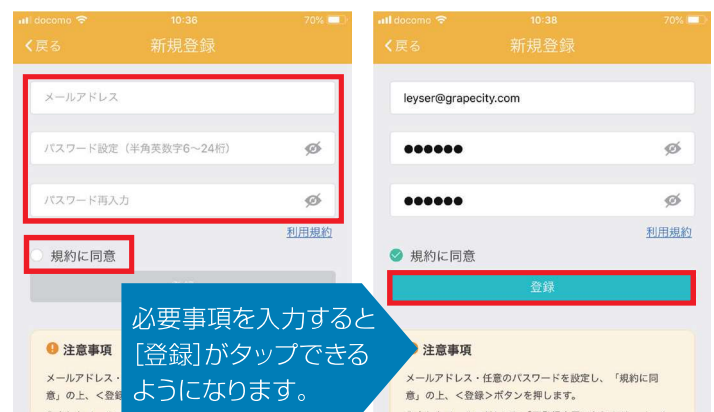 docomo 10:36 70%
戻る 新規登録
メールアドレス
パスワード設定（半角英数字6〜24桁）
パスワード再入力
利用規約
規約に同意
注意事項
メールアドレス・
意」の上、<登録
docomo 10:38 70%
戻る 新規登録
leyser@grapecity.com
●●●●●●
●●●●●●
利用規約
規約に同意
登録
注意事項
メールアドレス・任意のパスワードを設定し、「規約に同
意」の上、<登録>ボタンを押します。
必要事項を入力すると
[登録]がタップできる
ようになります。